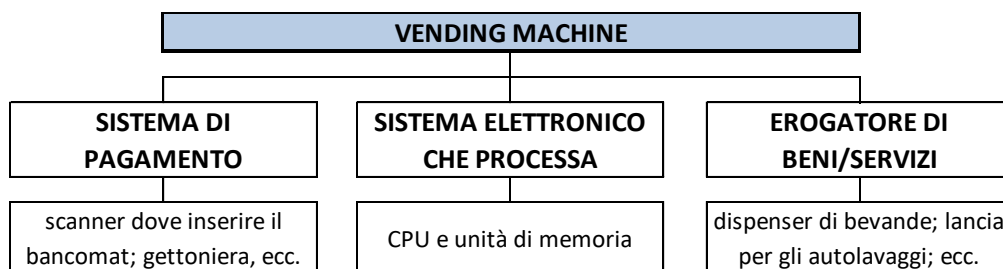 VENDING MACHINE
SISTEMA DI
PAGAMENTO
SISTEMA ELETTRONICO
CHE PROCESSA
EROGATORE DI
BENI/SERVIZI
scanner dove inserire il
bancomat; gettoniera, ecc.
CPU e unità di memoria
dispenser di bevande; lancia
per gli autolavaggi; ecc.